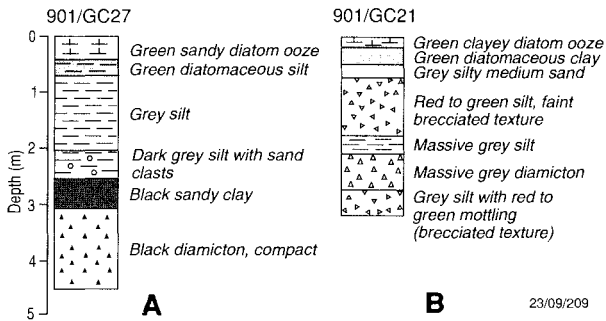 901/GC27
901/GC21
0
Green sandy diatom ooze
Green diatomaceous silt
1
Grey silt
2
Dark grey silt with sand
clasts
Black sandy clay
3
Black diamicton, compact
4
5
Depth (m)
A
Green clayey diatom ooze
Green diatomaceous clay
Grey silty medium sand
Red to green silt, faint
brecciated texture
Massive grey silt
Massive grey diamicton
Grey silt with red to
green mottling
(brecciated texture)
B
23/09/209